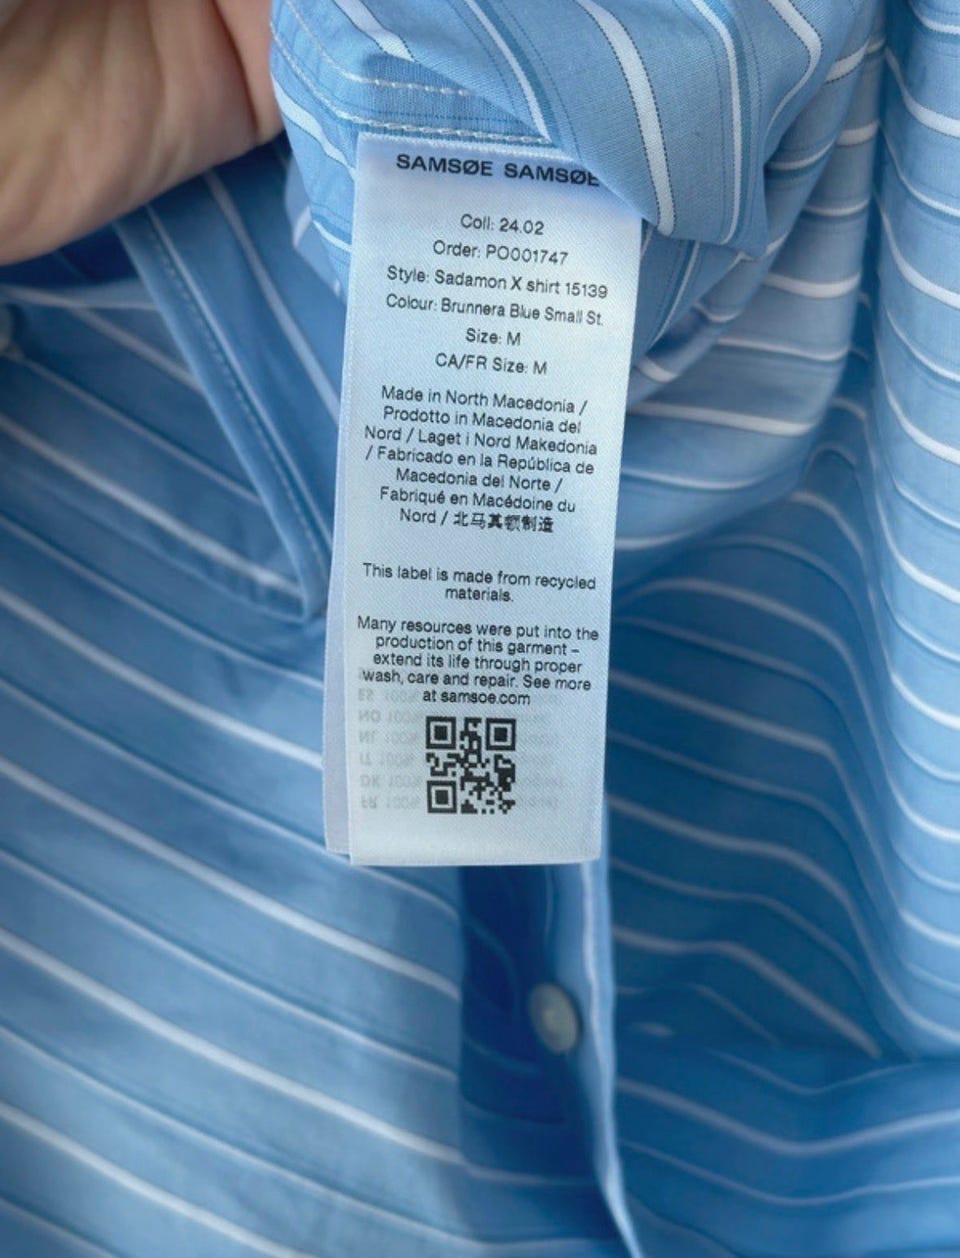 SAMSØE SAMSØE
Coll: 24.02
Order: PO001747
Style: Sadamon X shirt 15139
Colour: Brunnera Blue Small St.
Size: M
CA/FR Size: M
Made in North Macedonia /
Prodotto in Macedonia del
Nord / Laget i Nord Makedonia
/ Fabricado en la República de
Macedonia del Norte /
Fabriqué en Macédoine du
Nord / 北马其顿制造
This label is made from recycled
materials.
Many resources were put into the
production of this garment –
extend its life through proper
wash, care and repair. See more
at samsoe.com